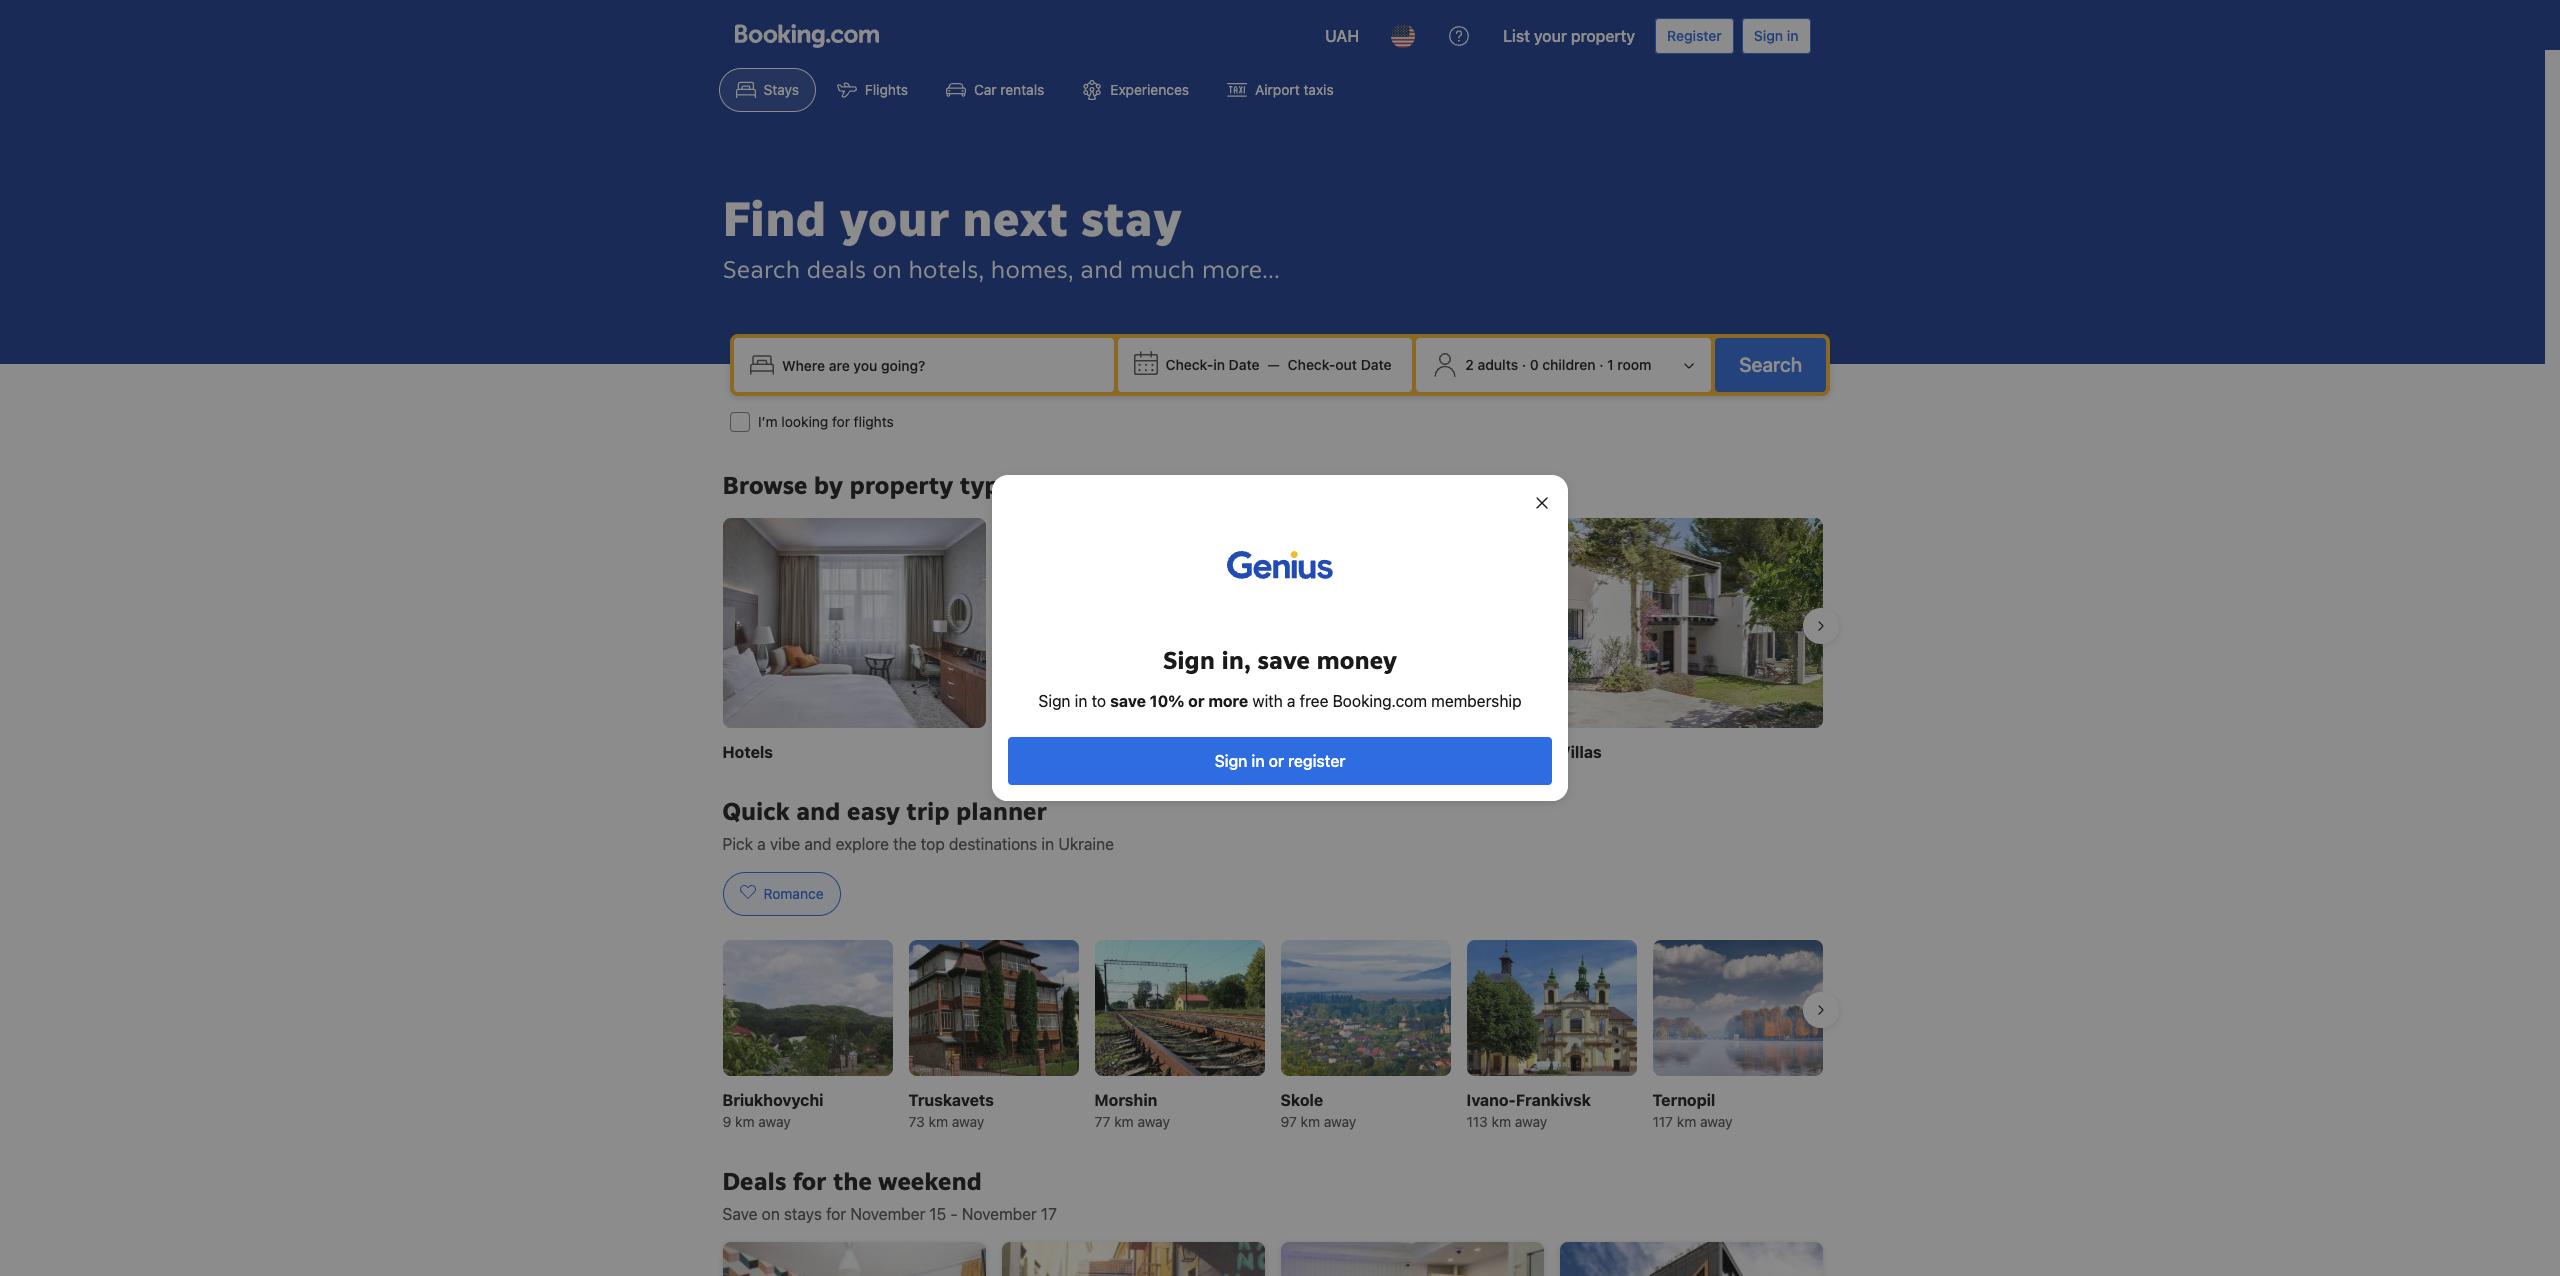 Booking.com
UAH
List your property
Register
Sign in
Stays
Flights
Car rentals
Experiences
TAXI
Airport taxis
Find your next stay
Search deals on hotels, homes, and much more...
Where are you going?
Check-in Date — Check-out Date
2 adults · 0 children · 1 room
Search
I'm looking for flights
Browse by property typ
Genius
Sign in, save money
Sign in to save 10% or more with a free Booking.com membership
Sign in or register
Hotels
Villas
Quick and easy trip planner
Pick a vibe and explore the top destinations in Ukraine
Romance
Briukhovychi
9 km away
Truskavets
73 km away
Morshin
77 km away
Skole
97 km away
Ivano-Frankivsk
113 km away
Ternopil
117 km away
Deals for the weekend
Save on stays for November 15 - November 17